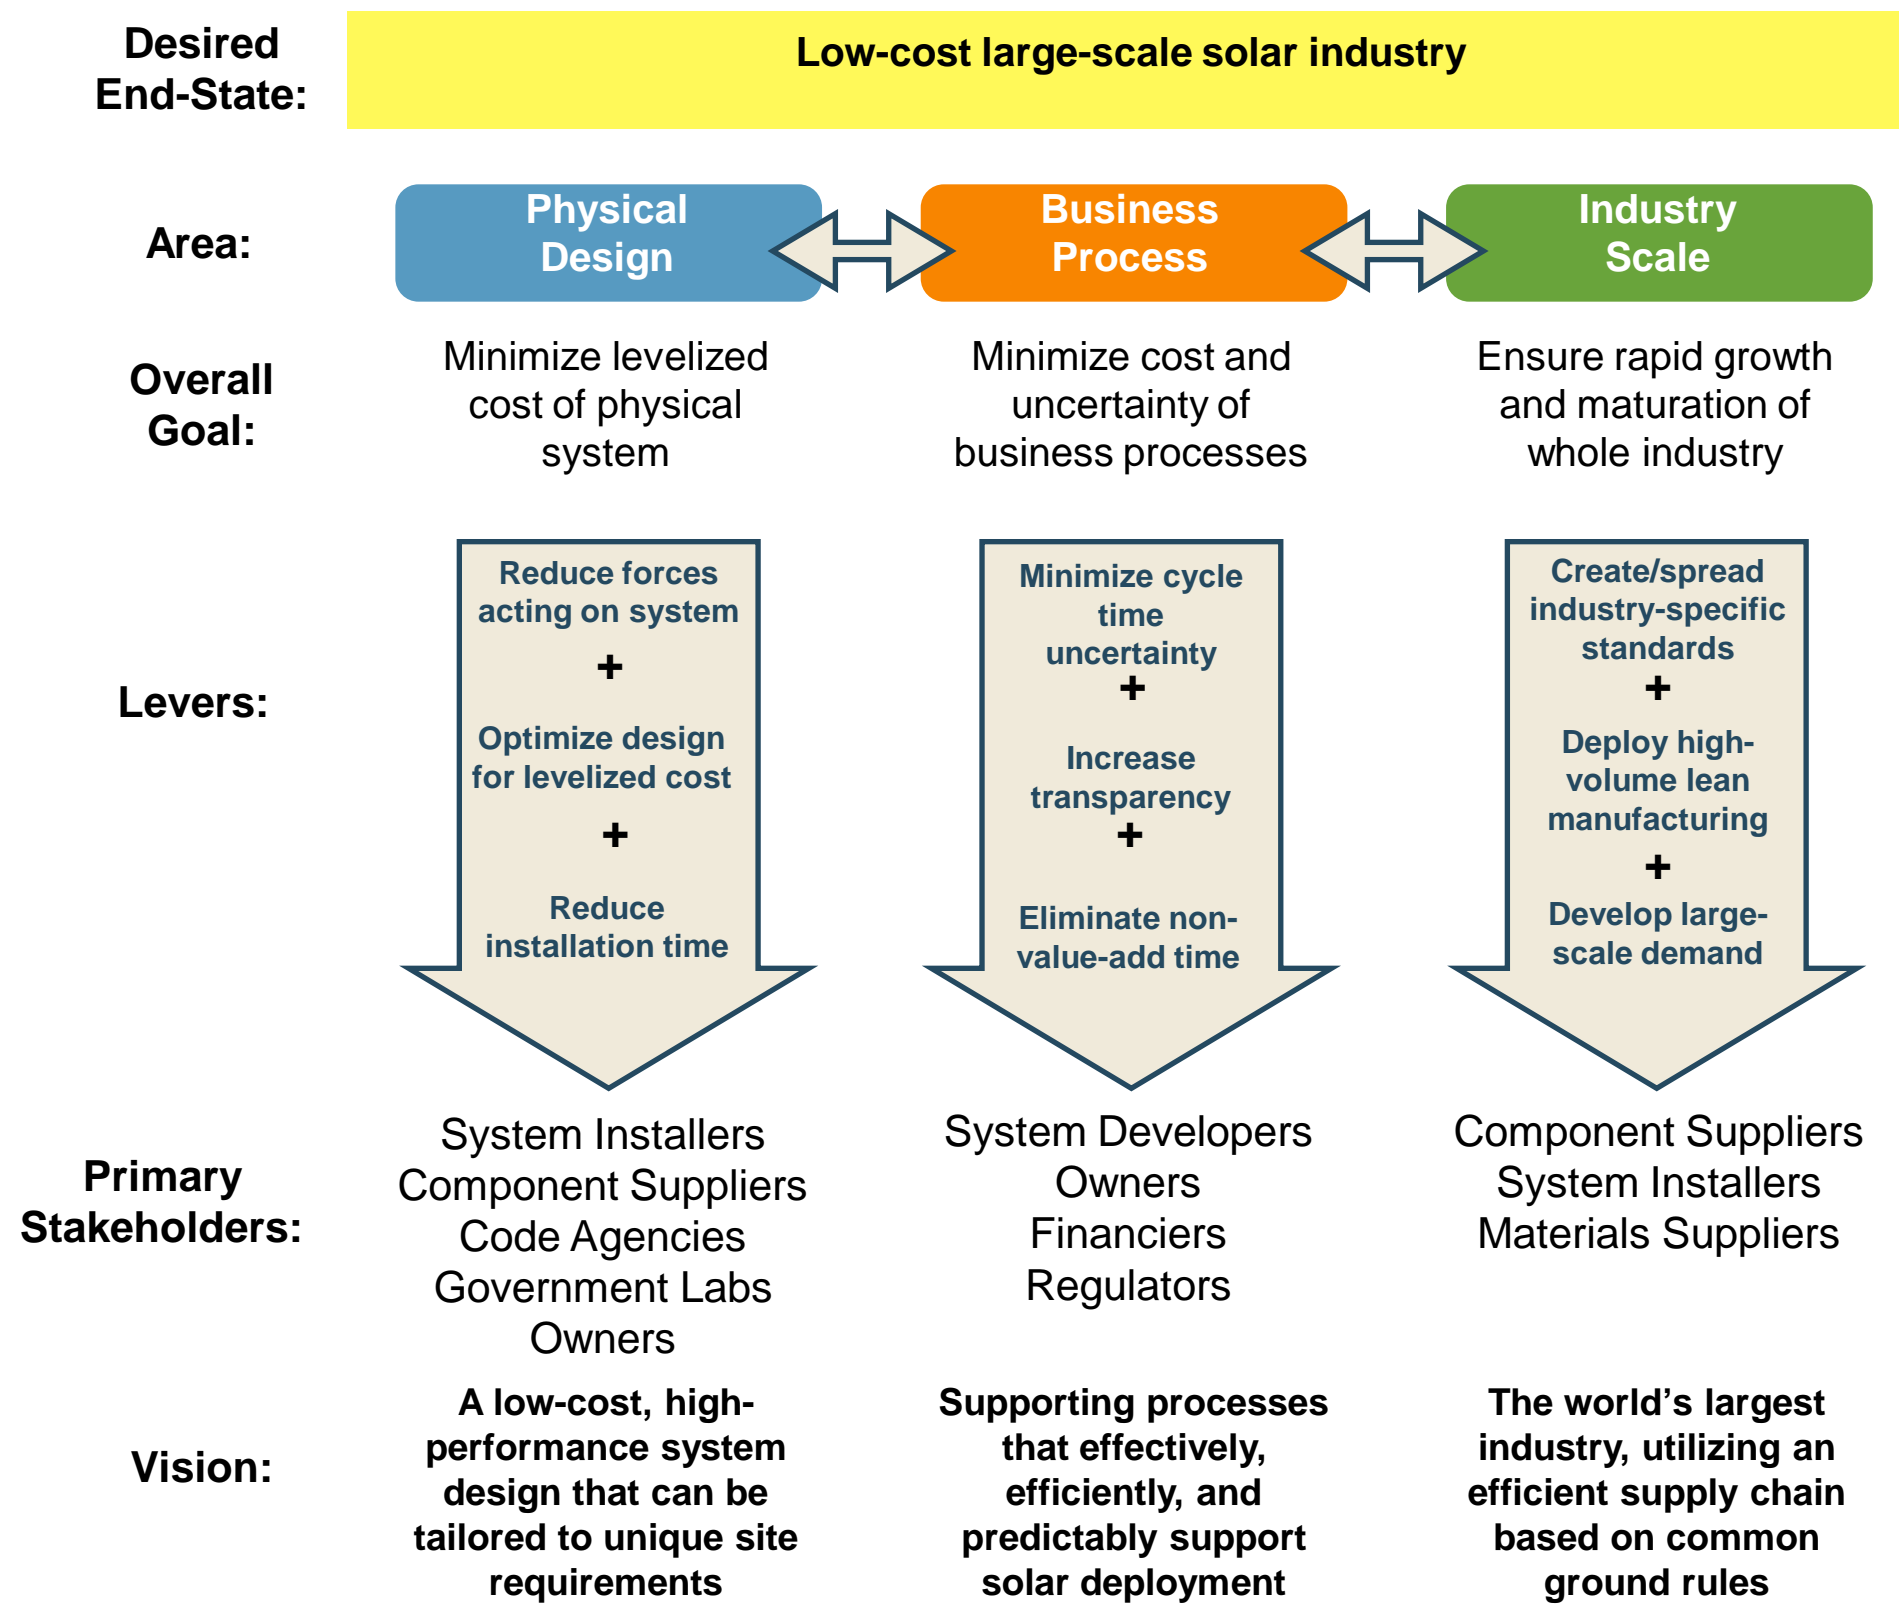 Desired
End-State:
Low-cost large-scale solar industry
Area:
Physical
Design
Business
Process
Industry
Scale
Overall
Goal:
Minimize levelized
cost of physical
system
Minimize cost and
uncertainty of
business processes
Ensure rapid growth
and maturation of
whole industry
Levers:
Reduce forces
acting on system
+
Optimize design
for levelized cost
+
Reduce
installation time
Minimize cycle
time
uncertainty
+
Increase
transparency
+
Eliminate non-
value-add time
Create/spread
industry-specific
standards
+
Deploy high-
volume lean
manufacturing
+
Develop large-
scale demand
Primary
Stakeholders:
System Installers
Component Suppliers
Code Agencies
Government Labs
Owners
System Developers
Owners
Financiers
Regulators
Component Suppliers
System Installers
Materials Suppliers
Vision:
A low-cost, high-
performance system
design that can be
tailored to unique site
requirements
Supporting processes
that effectively,
efficiently, and
predictably support
solar deployment
The world’s largest
industry, utilizing an
efficient supply chain
based on common
ground rules